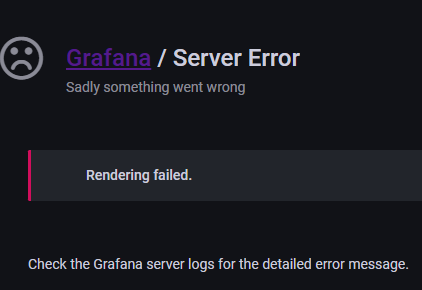 Grafana / Server Error
Sadly something went wrong
Rendering failed.
Check the Grafana server logs for the detailed error message.